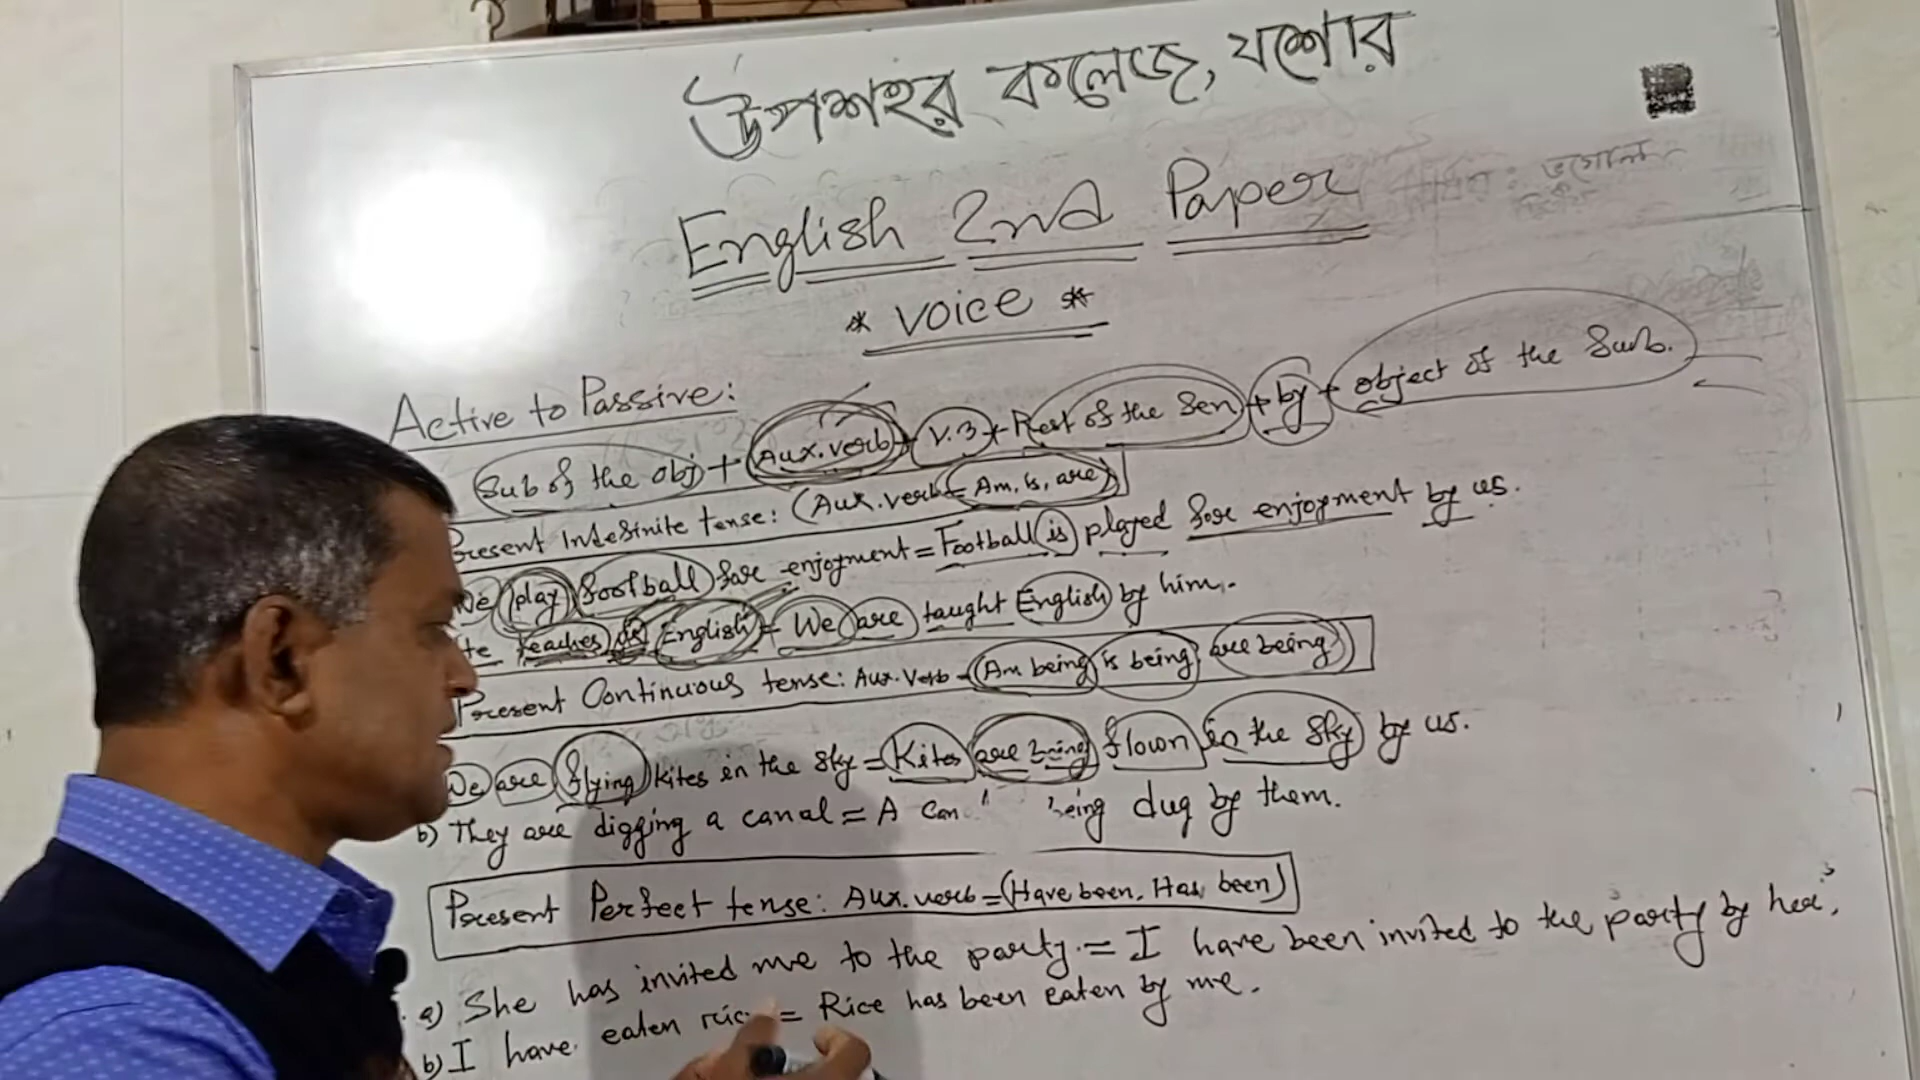 উপশহর কলেজ, যশোর
ভূগোল
English 2nd Paper
* VOICE *
Active to Passive:
Sub of the obj + Aux. verb + V.3 + Rest of the Sen + by + object of the Sub.
Present Indefinite tense: (Aux. verb = Am, is, are)
We play football for enjoyment = Football is played for enjoyment by us.
He teaches us English = We are taught English by him.
Present Continuous tense: Aux. Verb = (Am being, is being, are being)
We are flying kites in the sky = Kites are being flown in the sky by us.
b) They are digging a canal = A can being dug by them.
Present Perfect tense: Aux. verb = (Have been, Has been)
a) She has invited me to the party. = I have been invited to the party by her.
b) I have eaten rice = Rice has been eaten by me.